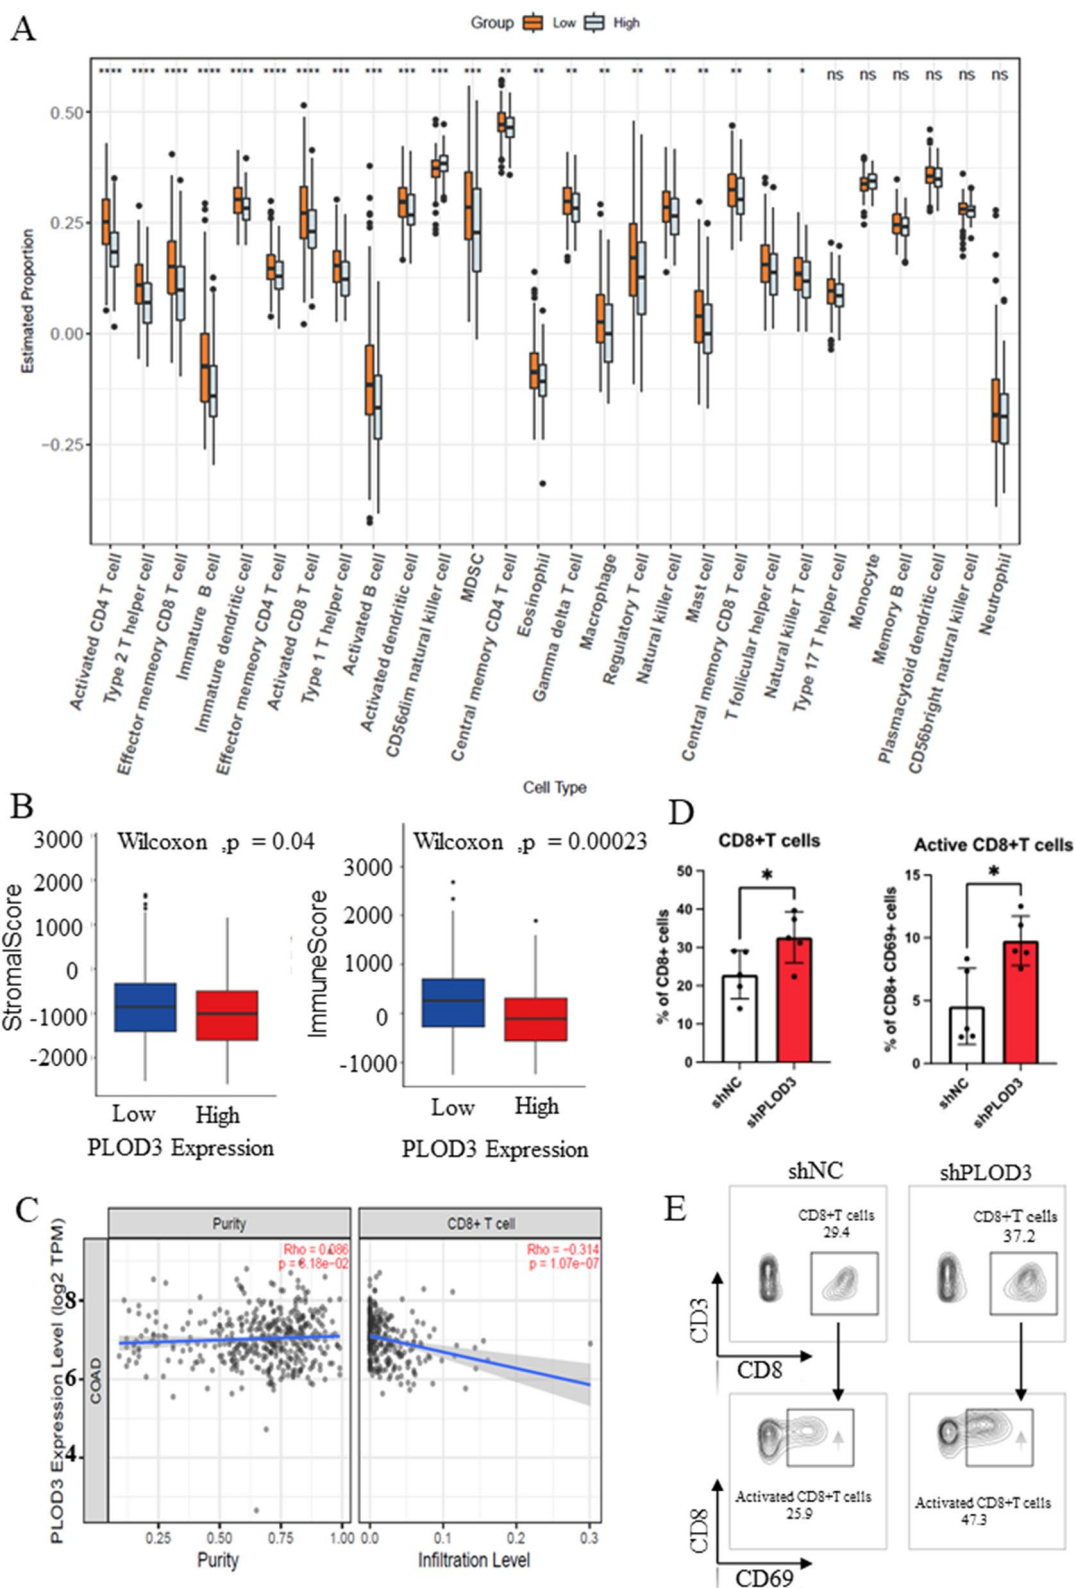 A
Group Low High
**** **** **** **** **** **** **** *** *** *** *** *** ** ** ** ** ** ** ** ** * * ns ns ns ns ns ns
Estimated Proportion
0.50
0.25
0.00
−0.25
Activated CD4 T cell
Type 2 T helper cell
Effector memeory CD8 T cell
Immature B cell
Immature dendritic cell
Effector memeory CD4 T cell
Activated CD8 T cell
Type 1 T helper cell
Activated B cell
Activated dendritic cell
CD56dim natural killer cell
MDSC
Central memory CD4 T cell
Eosinophil
Gamma delta T cell
Macrophage
Regulatory T cell
Natural killer cell
Mast cell
Central memory CD8 T cell
T follicular helper cell
Natural killer T cell
Type 17 T helper cell
Monocyte
Memory B cell
Plasmacytoid dendritic cell
CD56bright natural killer cell
Neutrophil
Cell Type
B
Wilcoxon ,p = 0.04
StromalScore
3000
2000
1000
0
-1000
-2000
Low High
PLOD3 Expression
Wilcoxon ,p = 0.00023
ImmuneScore
3000
2000
1000
0
-1000
Low High
PLOD3 Expression
D
CD8+T cells
*
% of CD8+ cells
50
40
30
20
10
0
shNC
shPLOD3
Active CD8+T cells
*
% of CD8+ CD69+ cells
15
10
5
0
shNC
shPLOD3
C
Purity
CD8+ T cell
PLOD3 Expression Level (log2 TPM)
COAD
8
6
4
Rho = 0.086
p = 8.18e−02
Rho = −0.314
p = 1.07e−07
0.25 0.50 0.75 1.00
0.0 0.1 0.2 0.3
Purity
Infiltration Level
E
shNC
shPLOD3
CD8+T cells
29.4
CD8+T cells
37.2
CD3
CD8
Activated CD8+T cells
25.9
Activated CD8+T cells
47.3
CD8
CD69